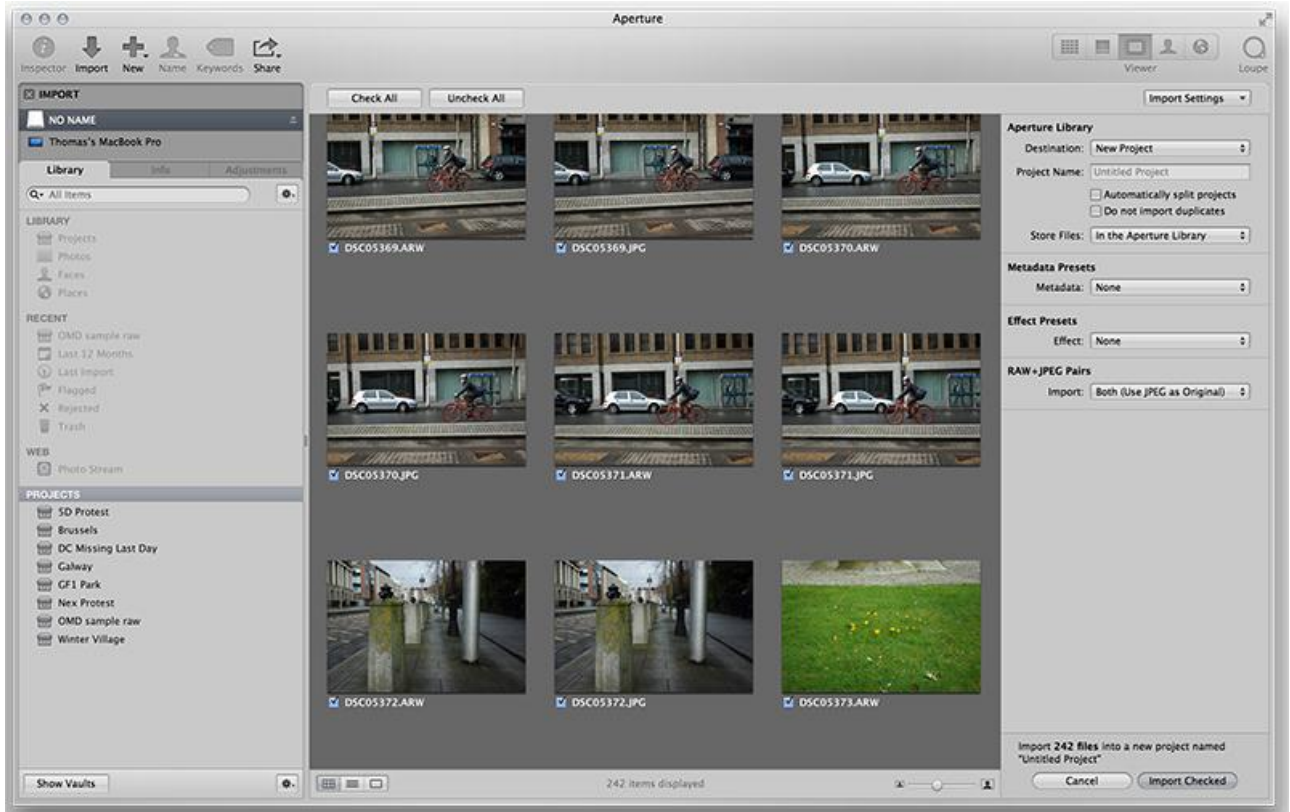 Aperture
Inspector Import New Name Keywords Share
Viewer
Loupe
IMPORT
NO NAME
Thomas's MacBook Pro
Library Info Adjustments
All Items
LIBRARY
Projects
Photos
Faces
Places
RECENT
OMD sample raw
Last 12 Months
Last Import
Flagged
Rejected
Trash
WEB
Photo Stream
PROJECTS
5D Protest
Brussels
DC Missing Last Day
Galway
GF1 Park
Nex Protest
OMD sample raw
Winter Village
Show Vaults
Check All Uncheck All
DSC05369.ARW DSC05369.JPG DSC05370.ARW
DSC05370.JPG DSC05371.ARW DSC05371.JPG
DSC05372.ARW DSC05372.JPG DSC05373.ARW
242 items displayed
Import Settings
Aperture Library
Destination: New Project
Project Name: Untitled Project
Automatically split projects
Do not import duplicates
Store Files: In the Aperture Library
Metadata Presets
Metadata: None
Effect Presets
Effect: None
RAW+JPEG Pairs
Import: Both (Use JPEG as Original)
Import 242 files into a new project named
"Untitled Project"
Cancel Import Checked